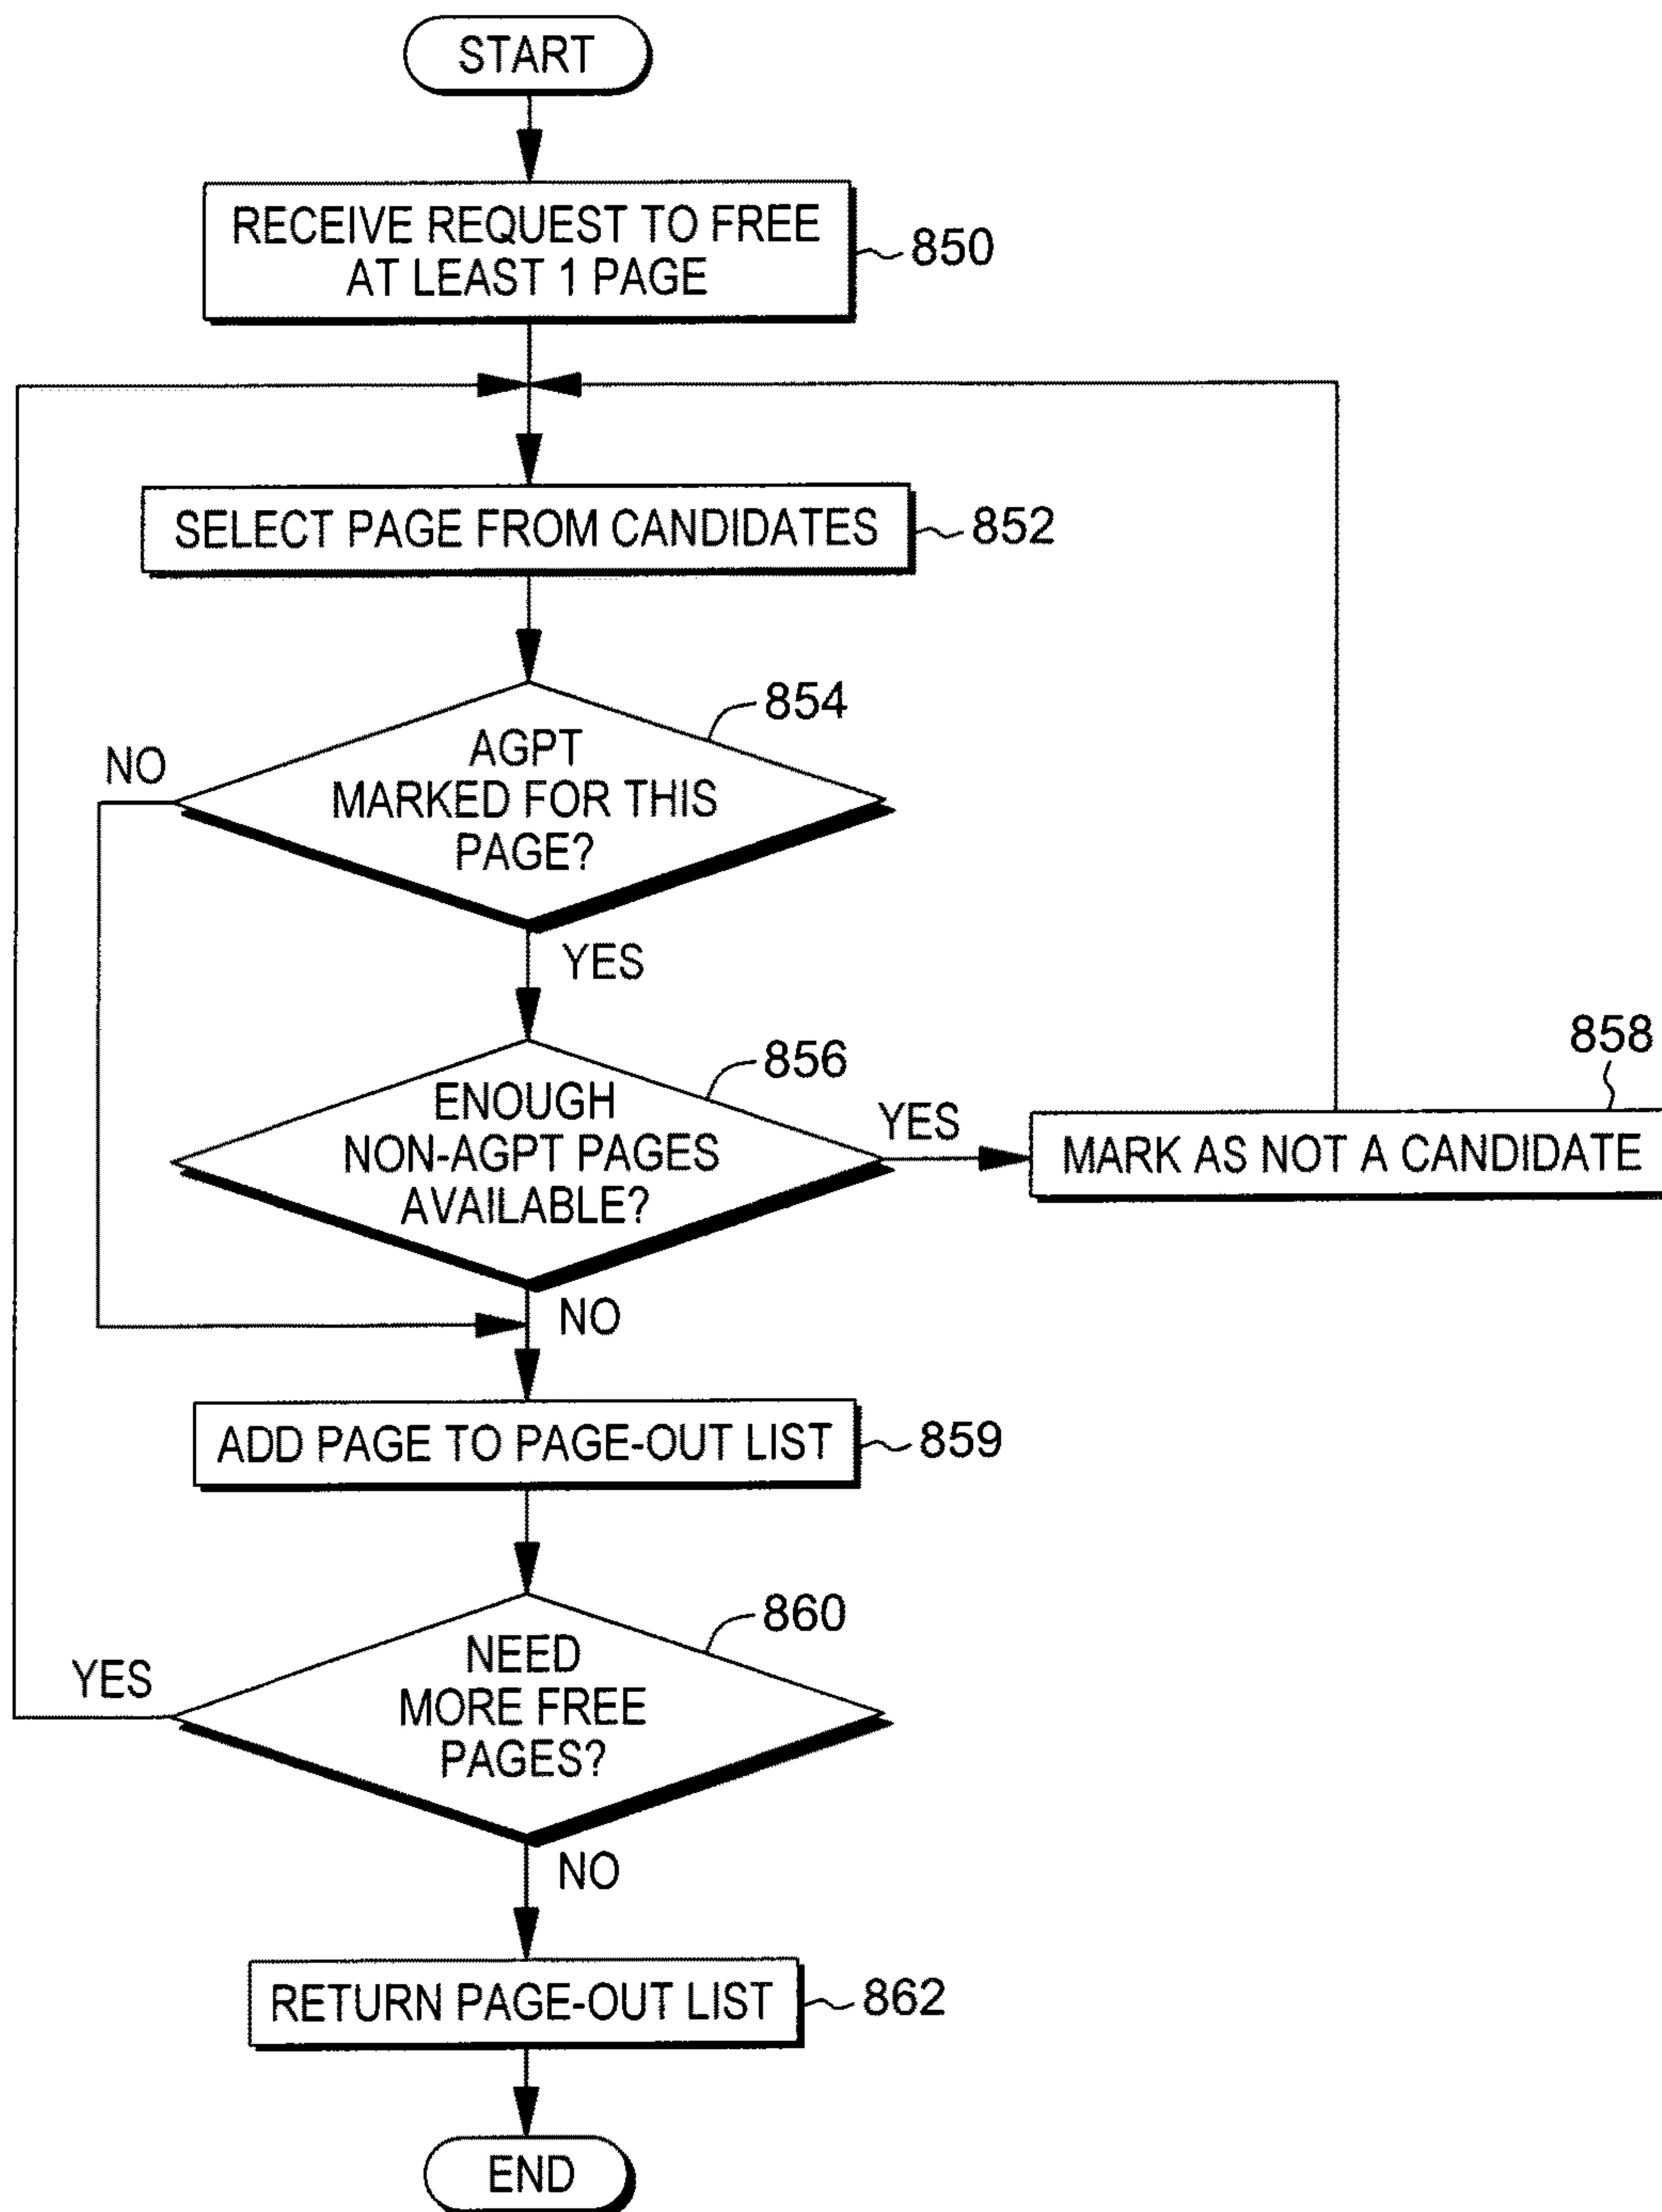 START
RECEIVE REQUEST TO FREE
AT LEAST 1 PAGE
850
SELECT PAGE FROM CANDIDATES
852
854
NO
AGPT
MARKED FOR THIS
PAGE?
YES
856
858
ENOUGH
NON-AGPT PAGES
AVAILABLE?
YES
MARK AS NOT A CANDIDATE
NO
ADD PAGE TO PAGE-OUT LIST
859
860
YES
NEED
MORE FREE
PAGES?
NO
RETURN PAGE-OUT LIST
862
END